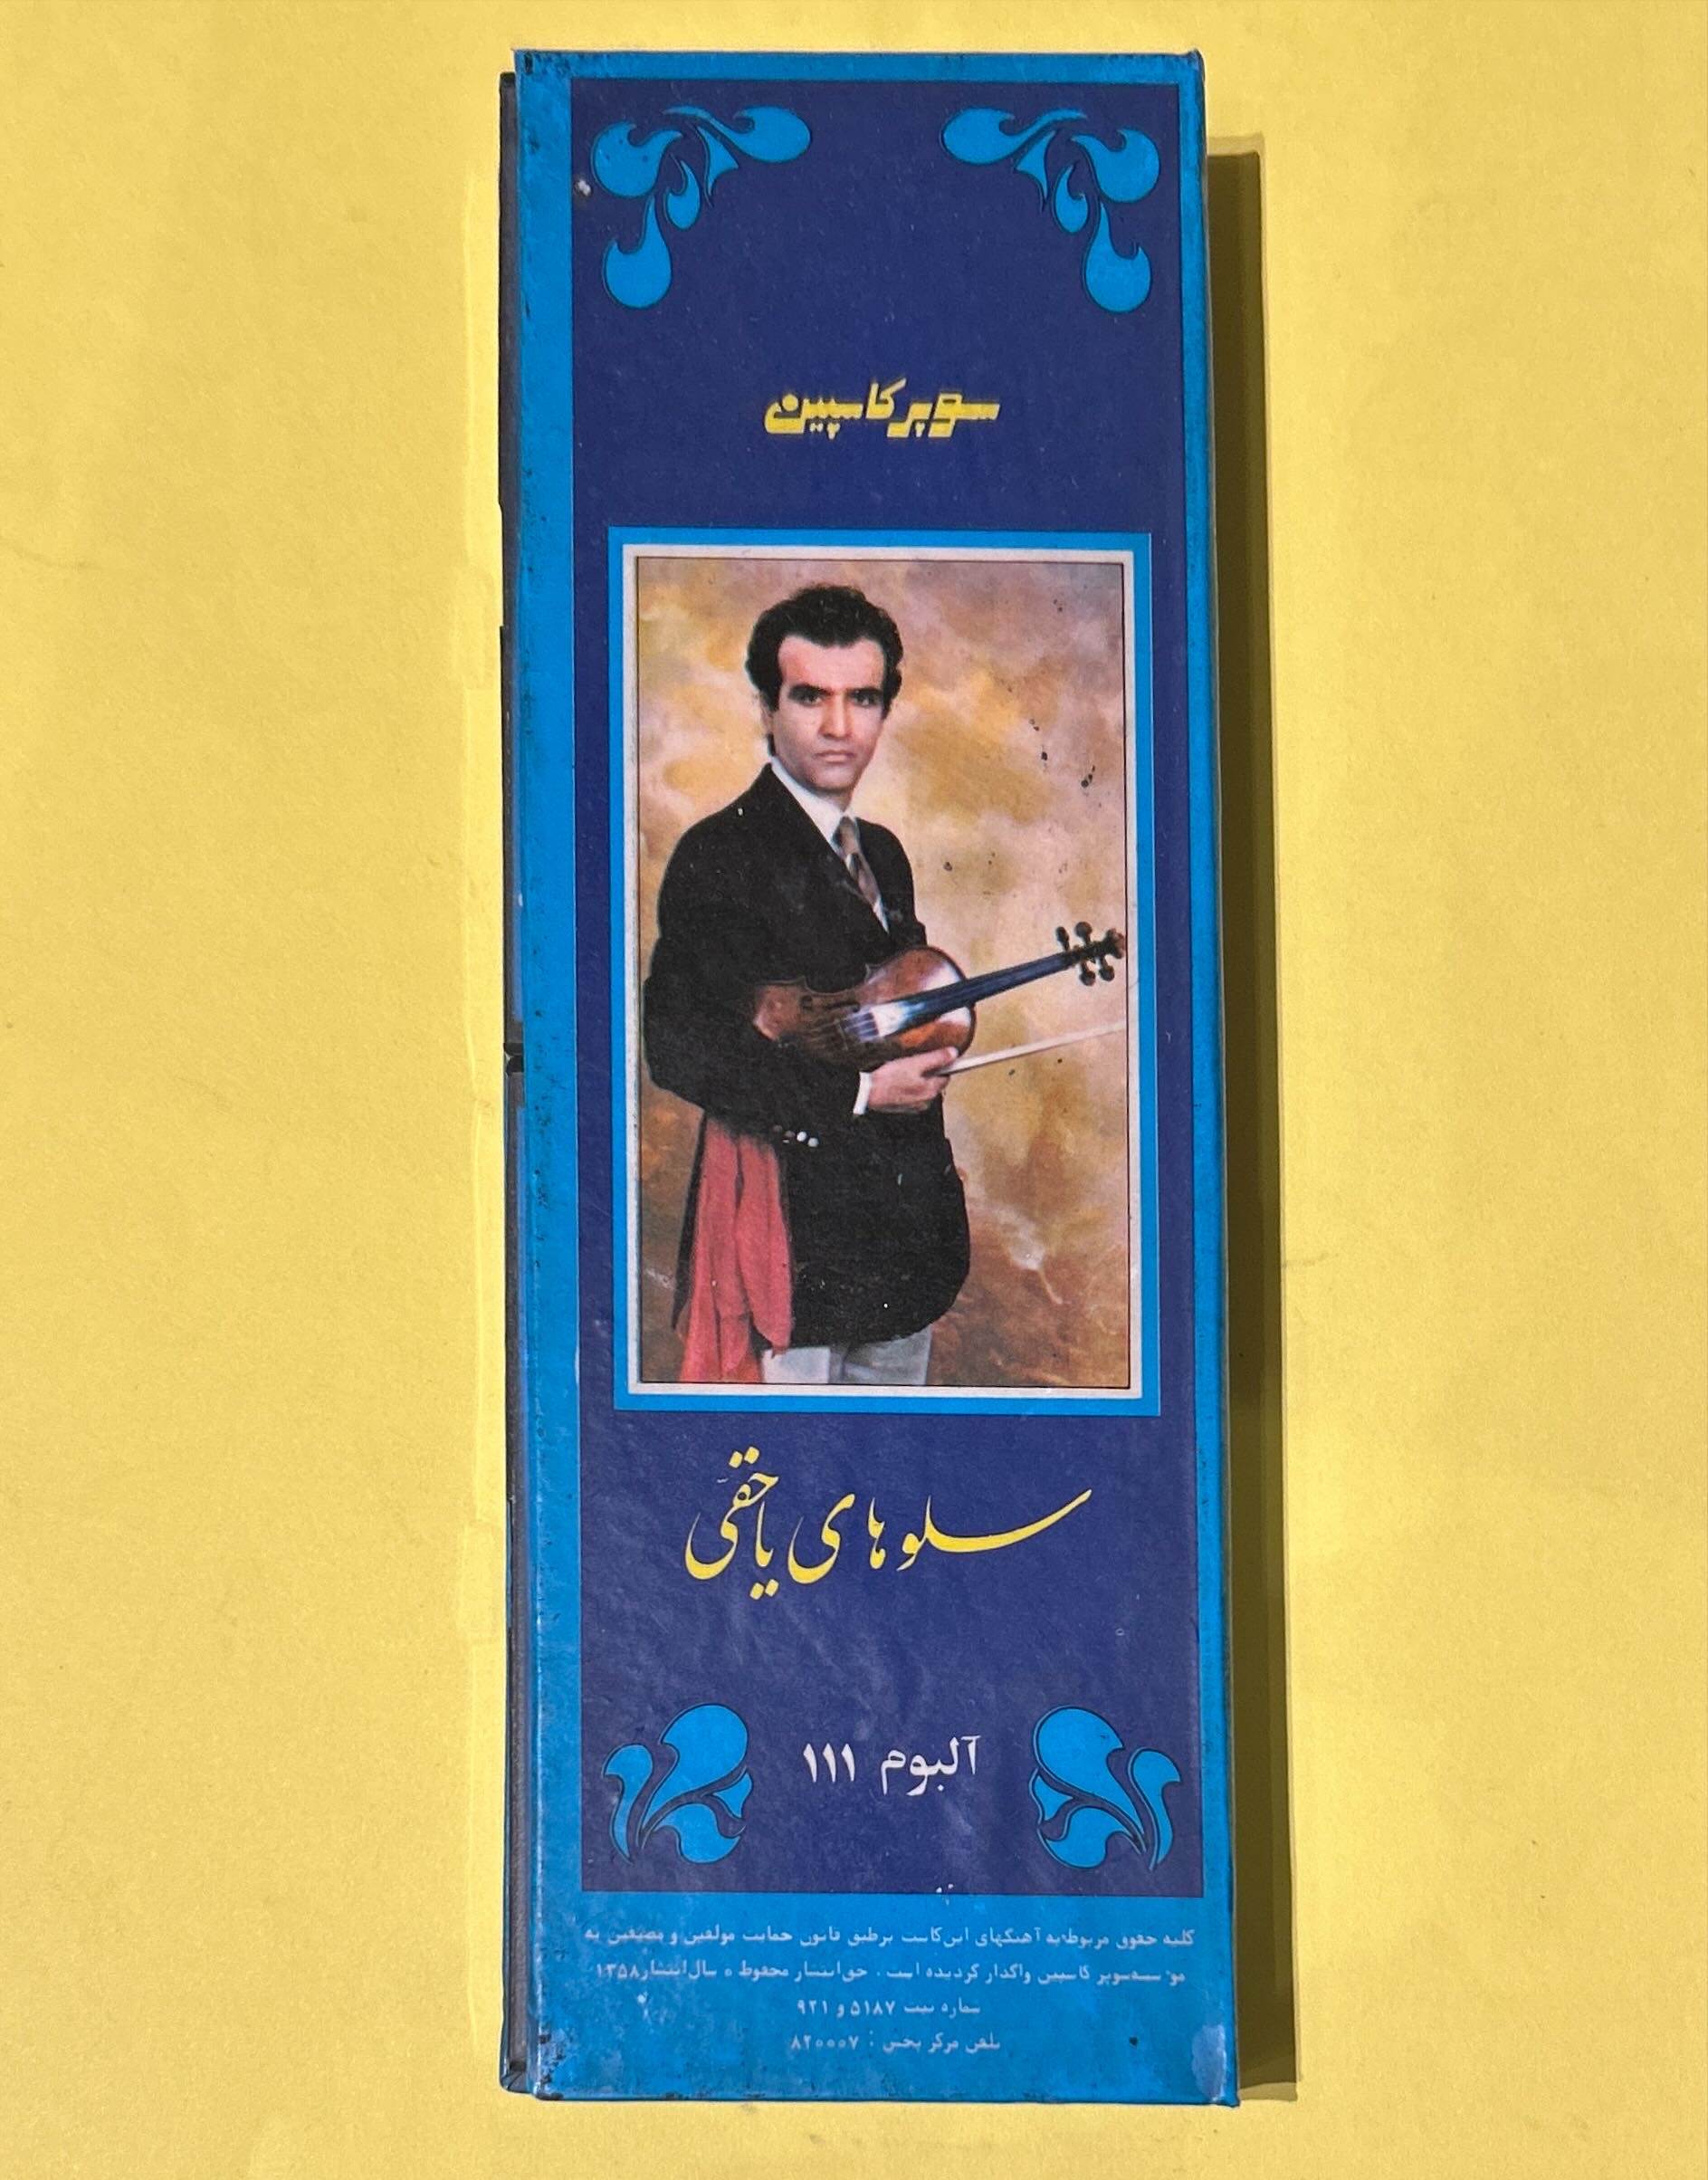 سوپر کاسپین
سلوهای یاحقی
آلبوم ۱۱۱
کلیه حقوق مربوطه به آهنگهای این کاست برطبق قانون حمایت مولفین و مصنفین به
موسسه سوپر کاسپین واگذار گردیده است. حق انتشار محفوظ ه سال انتشار ۱۳۵۸
شماره ثبت ۵۱۸۷ و ۹۲۱
تلفن مرکز پخش : ۸۲۰۰۰۷